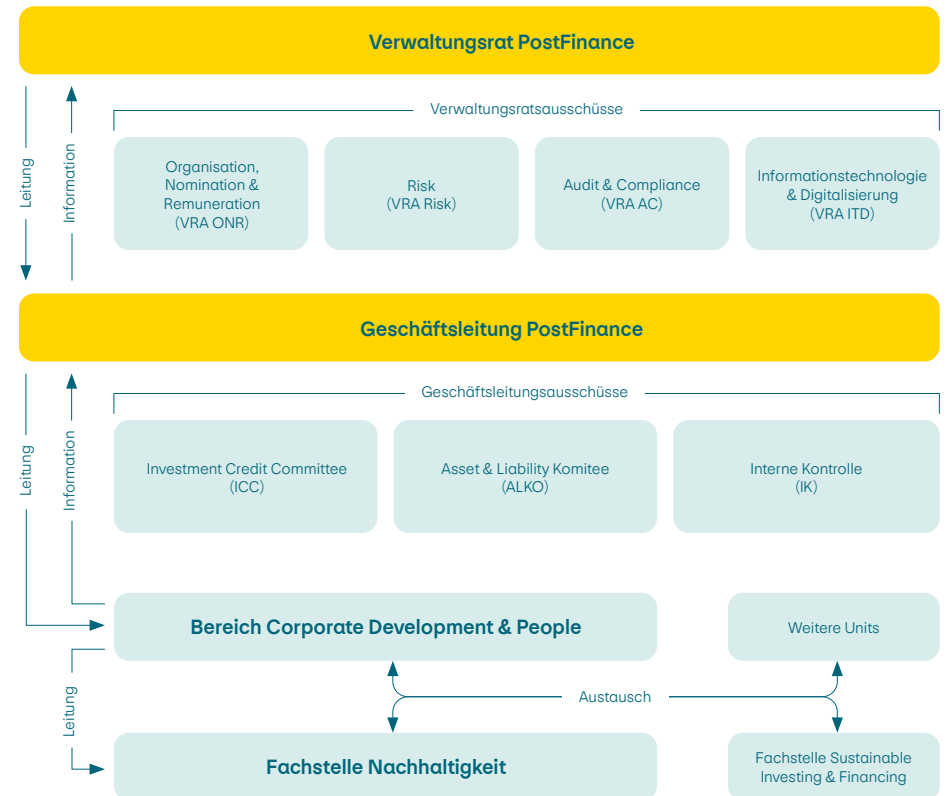 Verwaltungsrat PostFinance
Leitung
Information
Verwaltungsratsausschüsse
Organisation,
Nomination &
Remuneration
(VRA ONR)
Risk
(VRA Risk)
Audit & Compliance
(VRA AC)
Informationstechnologie
& Digitalisierung
(VRA ITD)
Geschäftsleitung PostFinance
Leitung
Information
Geschäftsleitungsausschüsse
Investment Credit Committee
(ICC)
Asset & Liability Komitee
(ALKO)
Interne Kontrolle
(IK)
Bereich Corporate Development & People
Weitere Units
Leitung
Austausch
Fachstelle Nachhaltigkeit
Fachstelle Sustainable
Investing & Financing